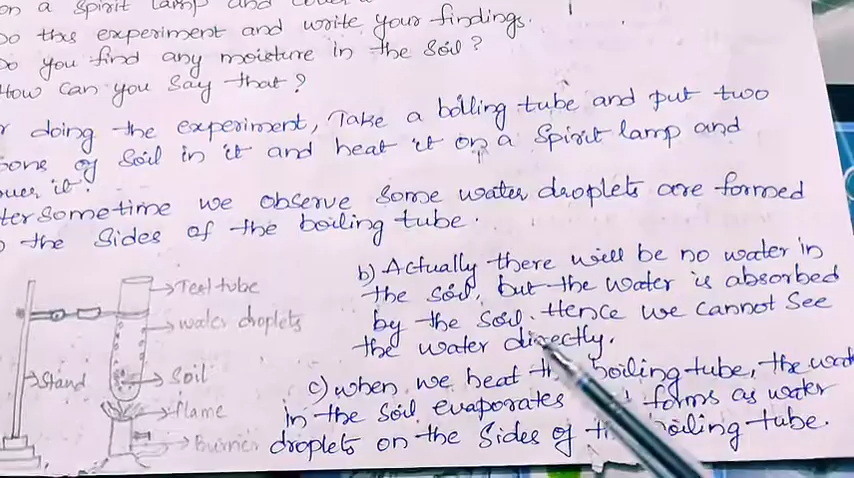 on a Spirit lamp and
Do this experiment and write your findings.
Do you find any moisture in the Soil?
How can you Say that?
doing the experiment, Take a boiling tube and put two
of Soil in it and heat it on a Spirit lamp and
it.
sometime we observe Some water droplets are formed
the Sides of the boiling tube.
b) Actually there will be no water in
the soil, but the water is absorbed
by the soil. Hence we cannot See
the water directly.
c) when we heat boiling tube, the
in the Soil evaporates forms as water
droplets on the Sides of boiling tube.
Test tube
water droplets
Stand
Soil
flame
Burner